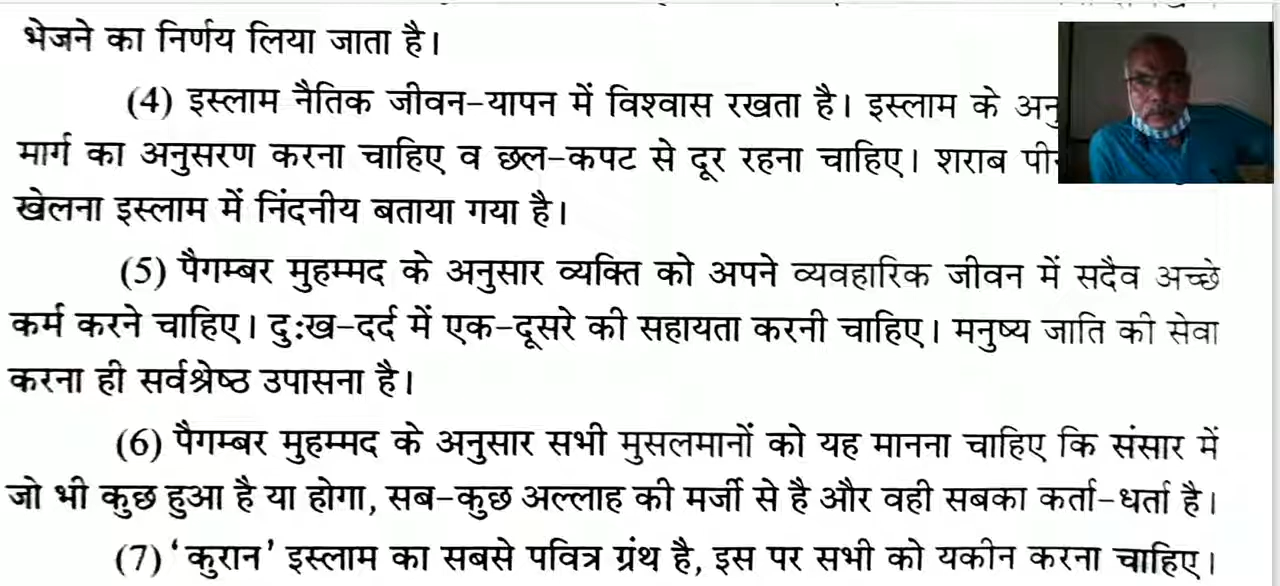 भेजने का निर्णय लिया जाता है।
(4) इस्लाम नैतिक जीवन-यापन में विश्वास रखता है। इस्लाम के
मार्ग का अनुसरण करना चाहिए व छल-कपट से दूर रहना चाहिए। शराब
खेलना इस्लाम में निंदनीय बताया गया है।
(5) पैगम्बर मुहम्मद के अनुसार व्यक्ति को अपने व्यवहारिक जीवन में सदैव अच्छे
कर्म करने चाहिए। दुःख-दर्द में एक-दूसरे की सहायता करनी चाहिए। मनुष्य जाति की सेवा
करना ही सर्वश्रेष्ठ उपासना है।
(6) पैगम्बर मुहम्मद के अनुसार सभी मुसलमानों को यह मानना चाहिए कि संसार में
जो भी कुछ हुआ है या होगा, सब-कुछ अल्लाह की मर्जी से है और वही सबका कर्ता-धर्ता है।
(7) 'कुरान' इस्लाम का सबसे पवित्र ग्रंथ है, इस पर सभी को यकीन करना चाहिए।